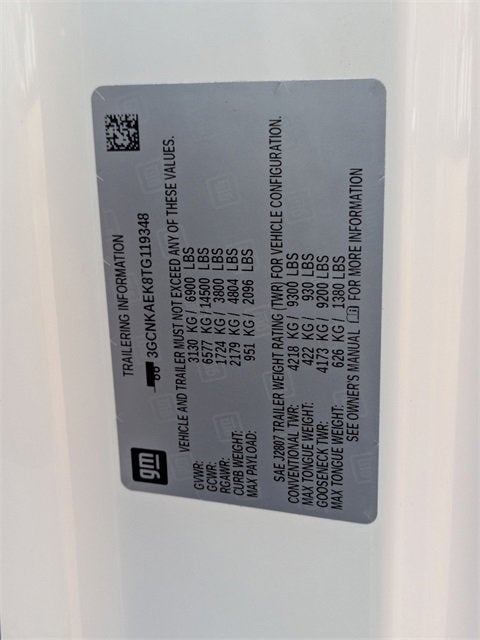 gm
TRAILERING INFORMATION
3GCNKAEK8TG119348
VEHICLE AND TRAILER MUST NOT EXCEED ANY OF THESE VALUES.
GVWR: 3130 KG / 6900 LBS
GCWR: 6577 KG / 14500 LBS
RGAWR: 1724 KG / 3800 LBS
CURB WEIGHT: 2179 KG / 4804 LBS
MAX PAYLOAD: 951 KG / 2096 LBS
SAE J2807 TRAILER WEIGHT RATING (TWR) FOR VEHICLE CONFIGURATION.
CONVENTIONAL TWR: 4218 KG / 9300 LBS
MAX TONGUE WEIGHT: 422 KG / 930 LBS
GOOSENECK TWR: 4173 KG / 9200 LBS
MAX TONGUE WEIGHT: 626 KG / 1380 LBS
SEE OWNER'S MANUAL FOR MORE INFORMATION